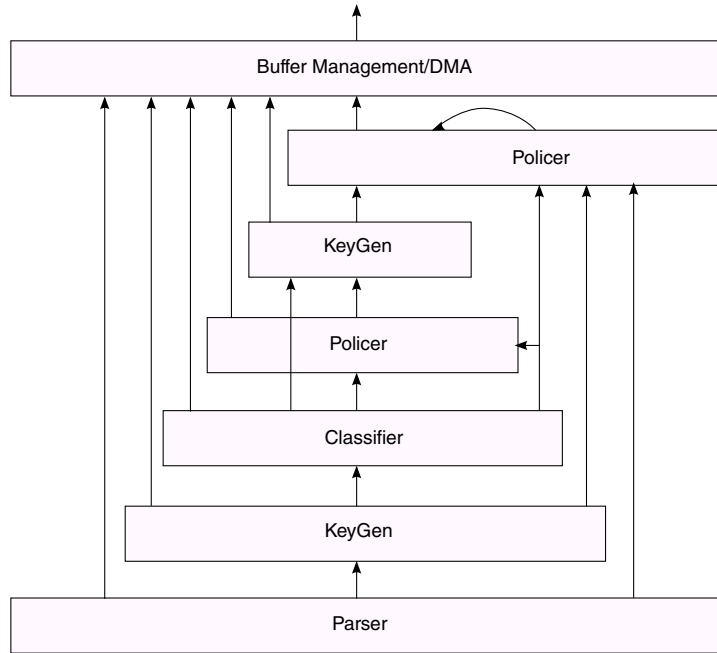 Buffer Management/DMA
Policer
KeyGen
Policer
Classifier
KeyGen
Parser